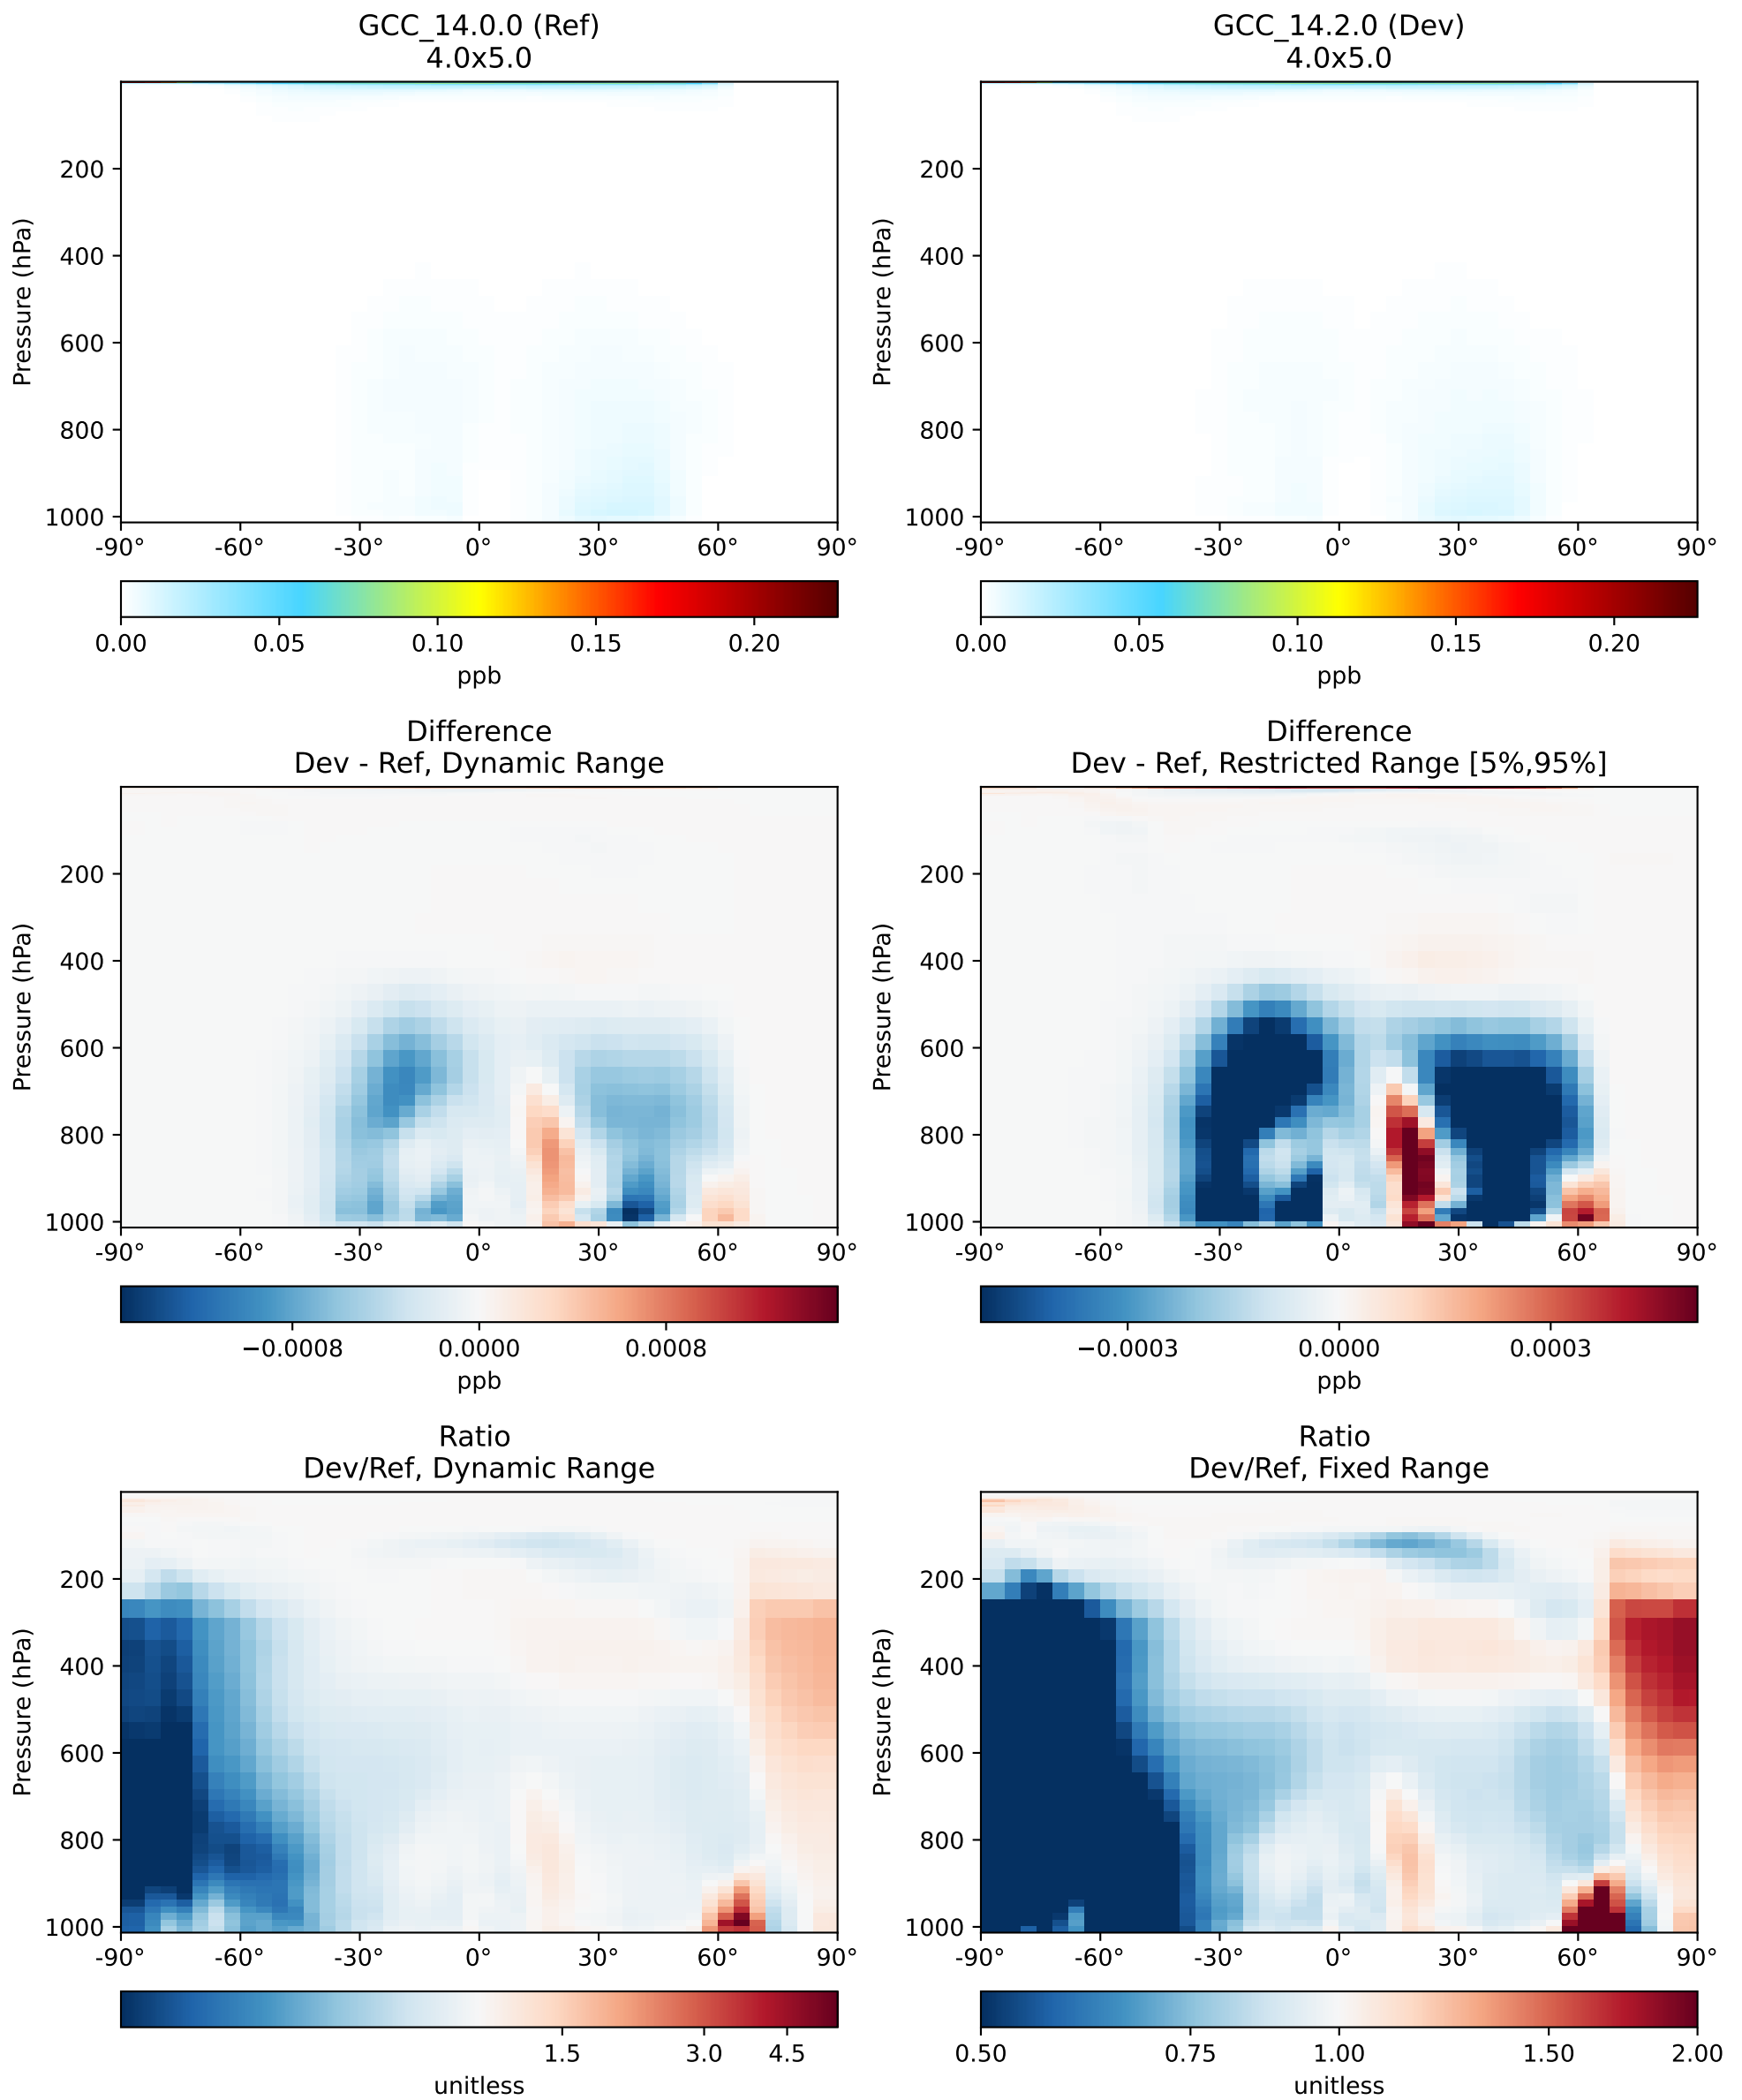 GCC_14.0.0 (Ref)
4.0x5.0
GCC_14.2.0 (Dev)
4.0x5.0
Pressure (hPa)
200
400
600
800
1000
-90° -60° -30° 0° 30° 60° 90°
0.00 0.05 0.10 0.15 0.20
ppb
Pressure (hPa)
200
400
600
800
1000
-90° -60° -30° 0° 30° 60° 90°
0.00 0.05 0.10 0.15 0.20
ppb
Difference
Dev - Ref, Dynamic Range
Pressure (hPa)
200
400
600
800
1000
-90° -60° -30° 0° 30° 60° 90°
−0.0008 0.0000 0.0008
ppb
Difference
Dev - Ref, Restricted Range [5%,95%]
Pressure (hPa)
200
400
600
800
1000
-90° -60° -30° 0° 30° 60° 90°
−0.0003 0.0000 0.0003
ppb
Ratio
Dev/Ref, Dynamic Range
Pressure (hPa)
200
400
600
800
1000
-90° -60° -30° 0° 30° 60° 90°
1.5 3.0 4.5
unitless
Ratio
Dev/Ref, Fixed Range
Pressure (hPa)
200
400
600
800
1000
-90° -60° -30° 0° 30° 60° 90°
0.50 0.75 1.00 1.50 2.00
unitless